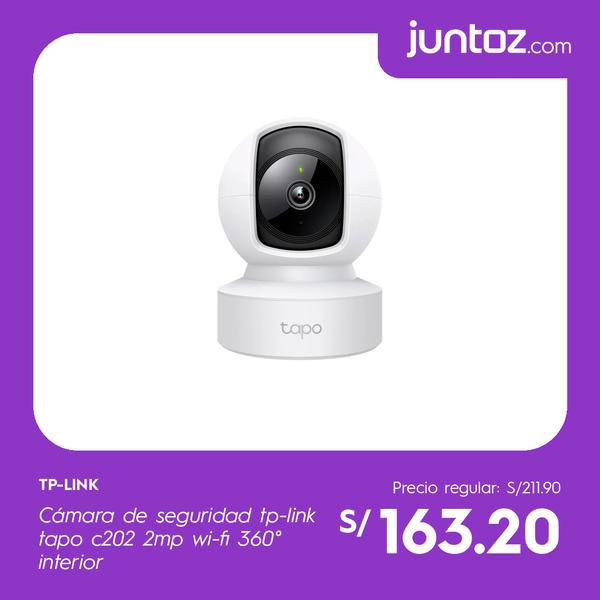 juntoz.com
tapo
TP-LINK
Cámara de seguridad tp-link
tapo c202 2mp wi-fi 360°
interior
Precio regular: S/211.90
S/163.20